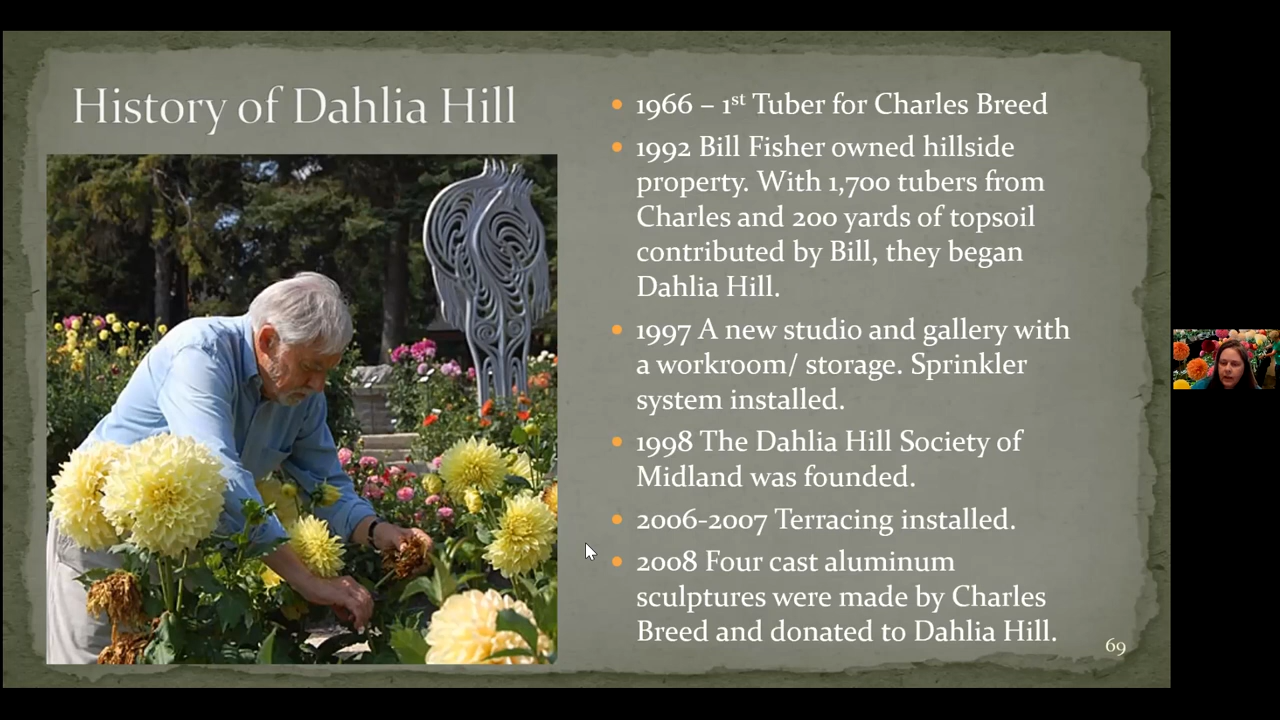 History of Dahlia Hill
1966 – 1st Tuber for Charles Breed
1992 Bill Fisher owned hillside
property. With 1,700 tubers from
Charles and 200 yards of topsoil
contributed by Bill, they began
Dahlia Hill.
1997 A new studio and gallery with
a workroom/ storage. Sprinkler
system installed.
1998 The Dahlia Hill Society of
Midland was founded.
2006-2007 Terracing installed.
2008 Four cast aluminum
sculptures were made by Charles
Breed and donated to Dahlia Hill.
69